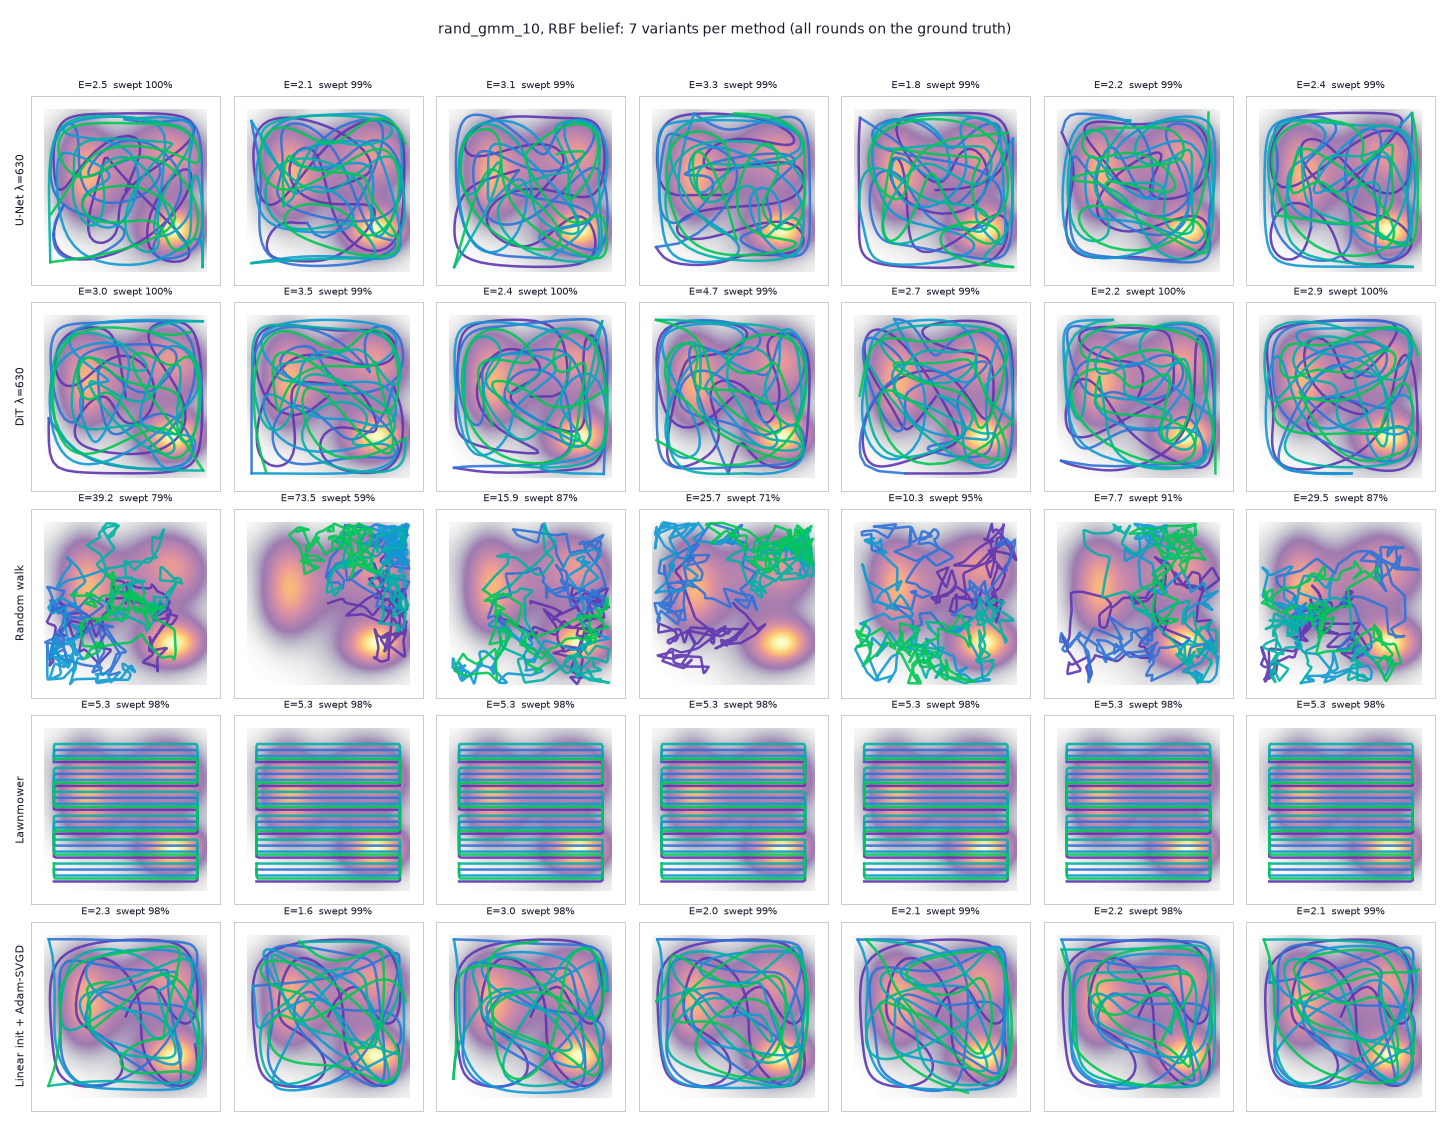 rand_gmm_10, RBF belief: 7 variants per method (all rounds on the ground truth)
E=2.5 swept 100%
E=2.1 swept 99%
E=3.1 swept 99%
E=3.3 swept 99%
E=1.8 swept 99%
E=2.2 swept 99%
E=2.4 swept 100%
U-Net λ=630
E=3.0 swept 100%
E=3.5 swept 99%
E=2.4 swept 100%
E=4.7 swept 99%
E=2.7 swept 99%
E=2.2 swept 100%
E=2.9 swept 100%
DiT λ=630
E=39.2 swept 79%
E=73.5 swept 59%
E=15.9 swept 87%
E=25.7 swept 71%
E=10.3 swept 95%
E=7.7 swept 91%
E=29.5 swept 87%
Random walk
E=5.3 swept 98%
E=5.3 swept 98%
E=5.3 swept 98%
E=5.3 swept 98%
E=5.3 swept 98%
E=5.3 swept 98%
E=5.3 swept 98%
Lawnmower
E=2.3 swept 98%
E=1.6 swept 99%
E=3.0 swept 98%
E=2.0 swept 99%
E=2.1 swept 99%
E=2.2 swept 98%
E=2.1 swept 99%
Linear init + Adam-SVGD